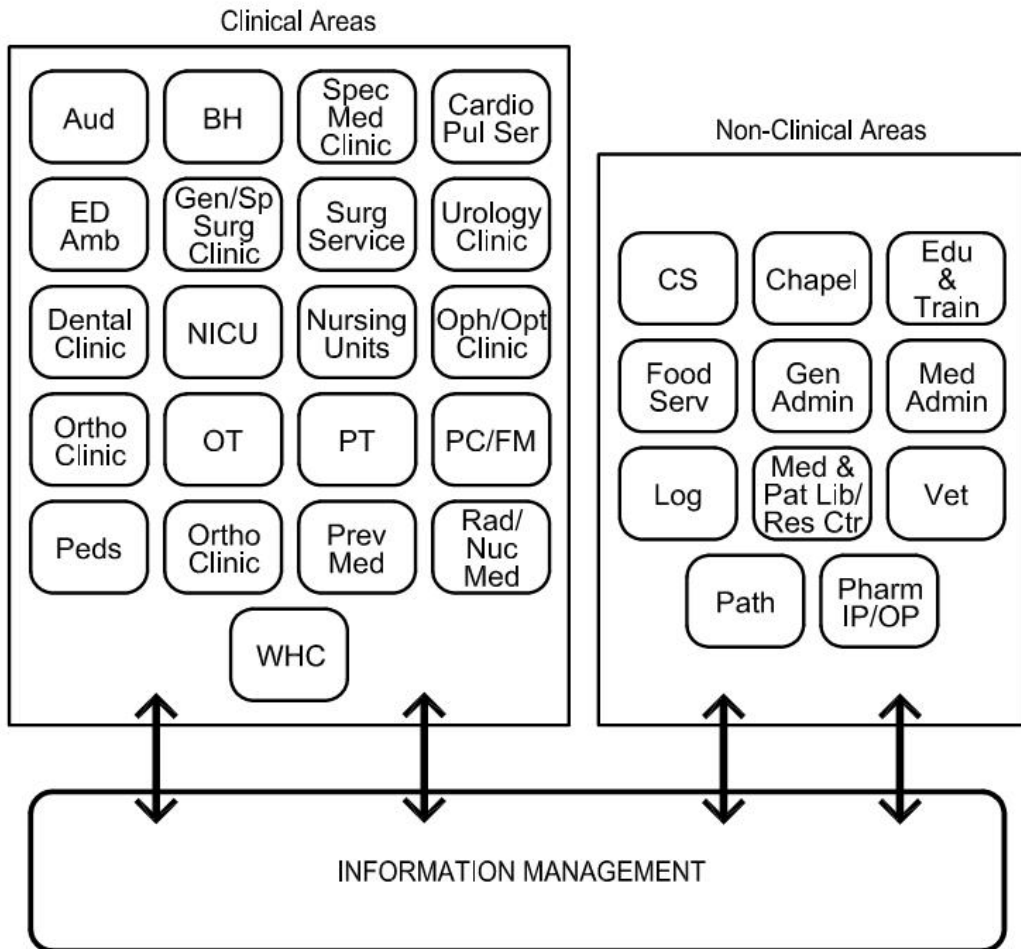 Clinical Areas
Aud
BH
Spec
Med
Clinic
Cardio
Pul Ser
ED
Amb
Gen/Sp
Surg
Clinic
Surg
Service
Urology
Clinic
Dental
Clinic
NICU
Nursing
Units
Oph/Opt
Clinic
Ortho
Clinic
OT
PT
PC/FM
Peds
Ortho
Clinic
Prev
Med
Rad/
Nuc
Med
WHC
Non-Clinical Areas
CS
Chapel
Edu
&
Train
Food
Serv
Gen
Admin
Med
Admin
Log
Med &
Pat Lib/
Res Ctr
Vet
Path
Pharm
IP/OP
INFORMATION MANAGEMENT